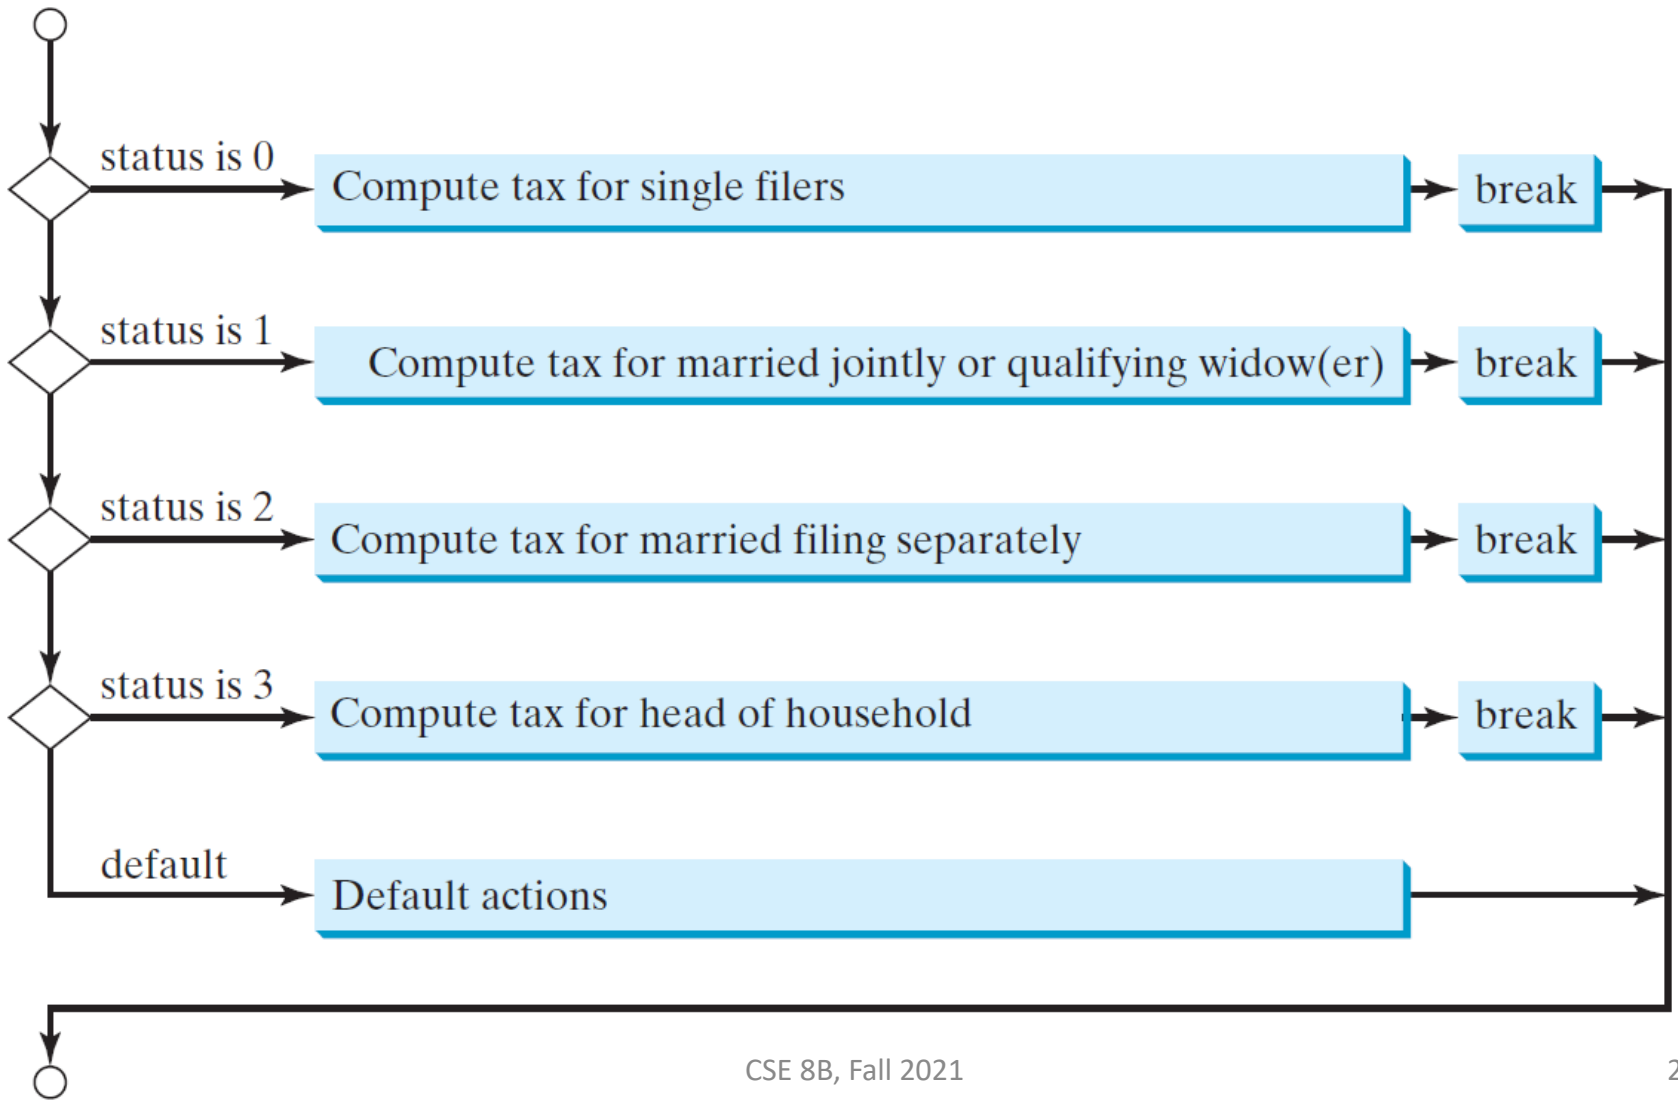 status is 0
Compute tax for single filers
break
status is 1
Compute tax for married jointly or qualifying widow(er)
break
status is 2
Compute tax for married filing separately
break
status is 3
Compute tax for head of household
break
default
Default actions
CSE 8B, Fall 2021